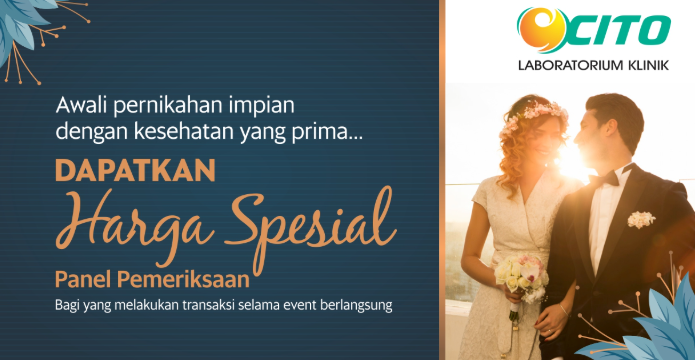 CITO
LABORATORIUM KLINIK
Awali pernikahan impian
dengan kesehatan yang prima...
DAPATKAN
Harga Spesial
Panel Pemeriksaan
Bagi yang melakukan transaksi selama event berlangsung